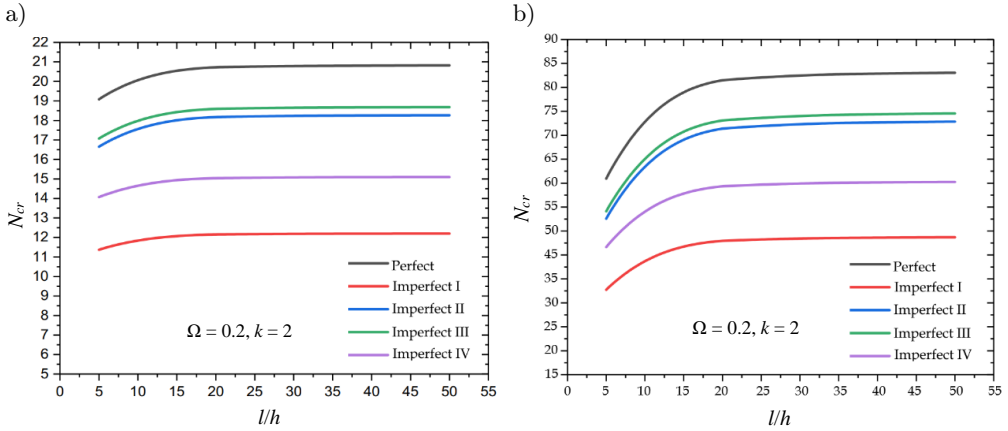 a)
22
21
20
19
18
17
16
15
14
13
12
11
10
9
8
7
6
5
N_cr
Perfect
Imperfect I
Imperfect II
Imperfect III
Imperfect IV
Ω = 0.2, k = 2
0 5 10 15 20 25 30 35 40 45 50 55
l/h
b)
90
85
80
75
70
65
60
55
50
45
40
35
30
25
20
15
N_cr
Perfect
Imperfect I
Imperfect II
Imperfect III
Imperfect IV
Ω = 0.2, k = 2
0 5 10 15 20 25 30 35 40 45 50 55
l/h